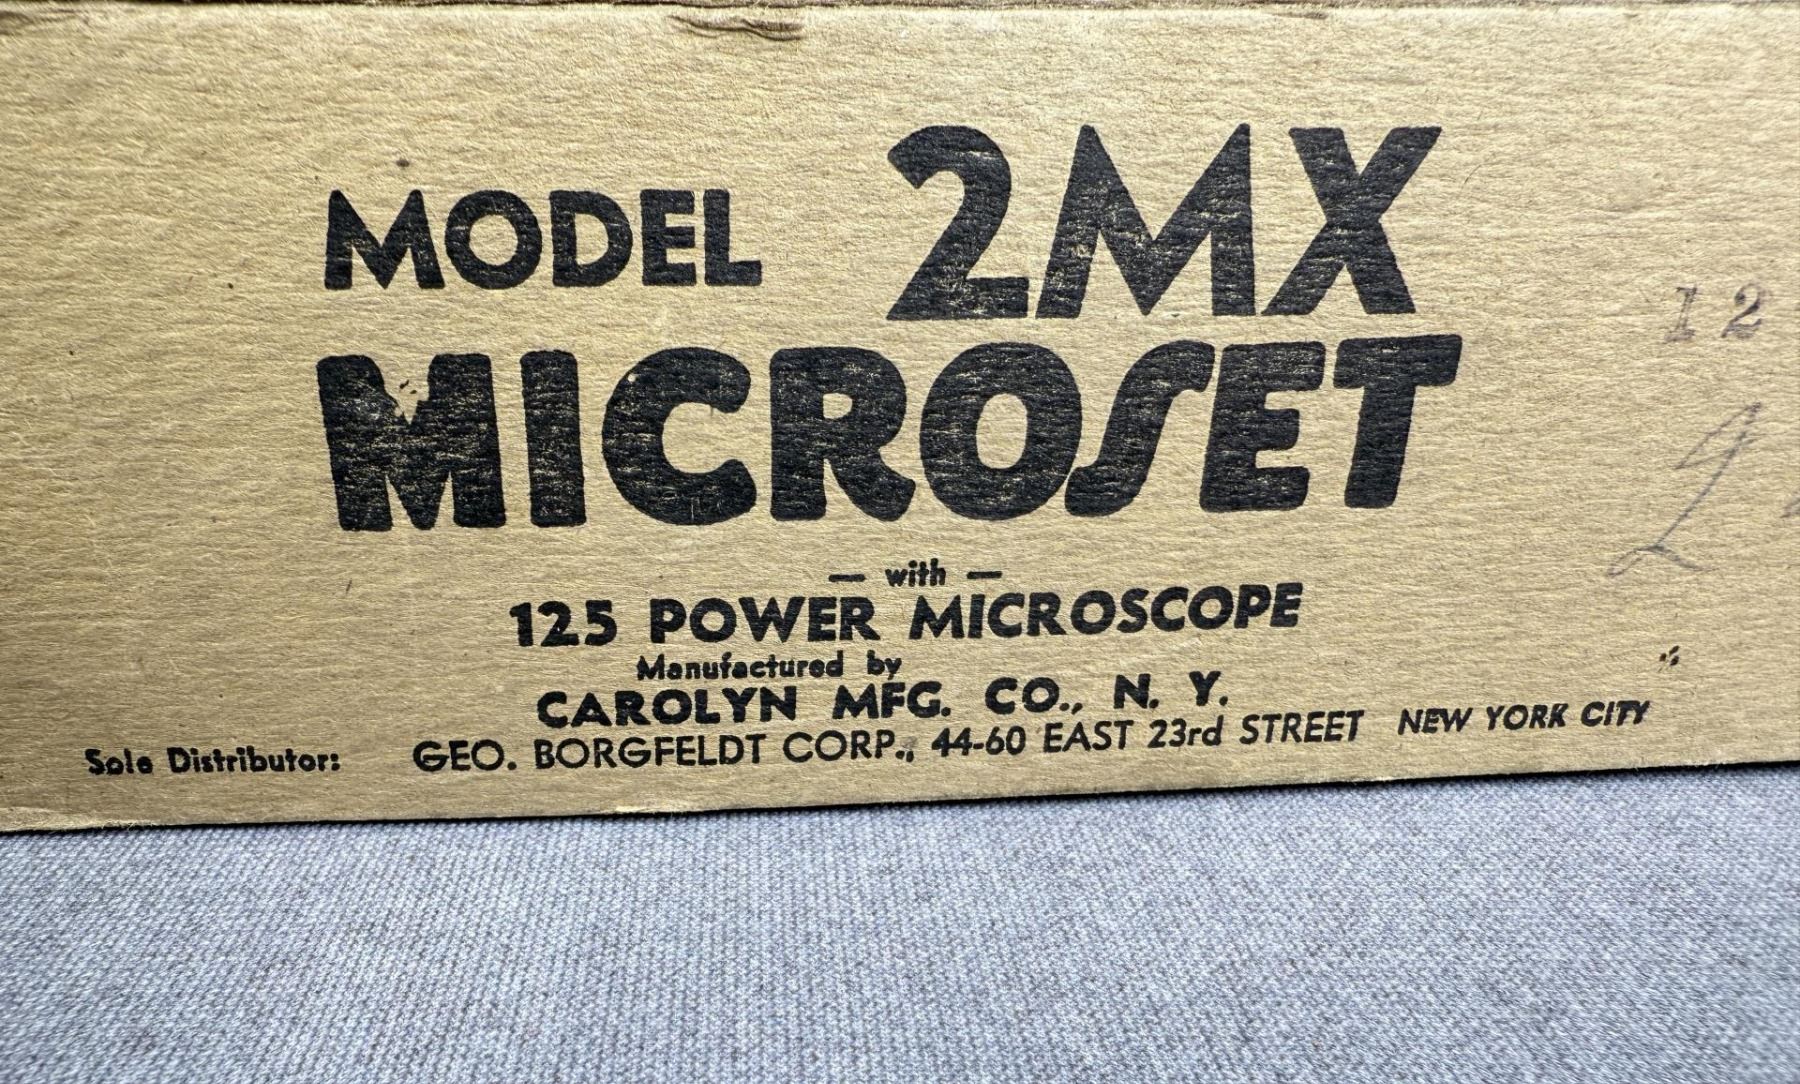 MODEL 2MX
MICROSET
— with —
125 POWER MICROSCOPE
Manufactured by
CAROLYN MFG. CO., N. Y.
Sole Distributor: GEO. BORGFELDT CORP., 44-60 EAST 23rd STREET NEW YORK CITY
12